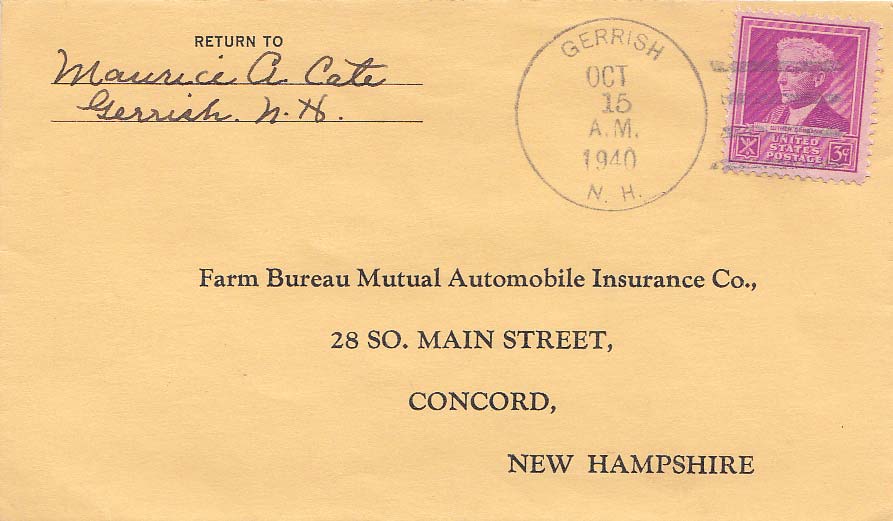 RETURN TO
Maurice A. Cate
Gerrish. N. H.
GERRISH
OCT
15
A.M.
1940
N. H.
UNITED
STATES
POSTAGE 3¢
Farm Bureau Mutual Automobile Insurance Co.,
28 SO. MAIN STREET,
CONCORD,
NEW HAMPSHIRE